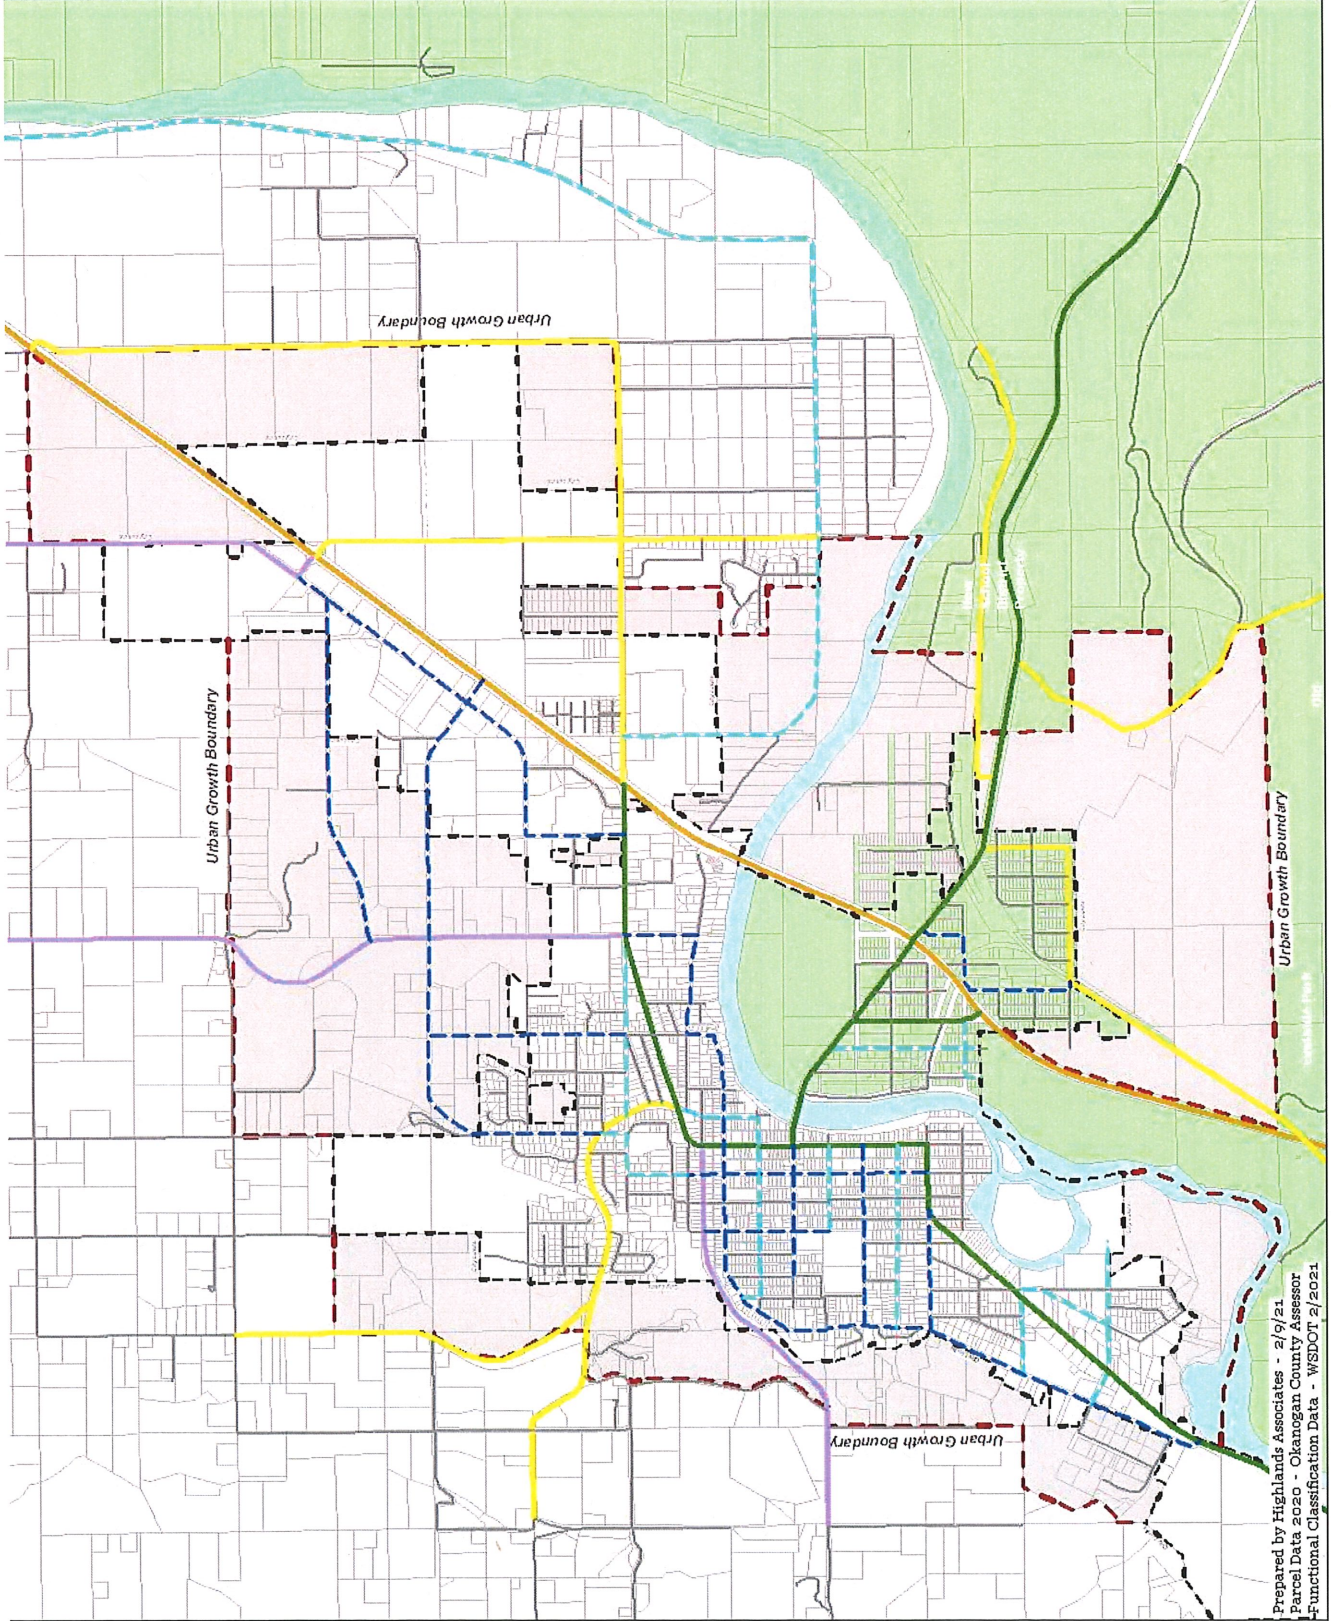 Urban Growth Boundary
Urban Growth Boundary
Urban Growth Boundary
Urban Growth Boundary
Prepared by Highlands Associates - 2/9/21
Parcel Data 2020 - Okanogan County Assessor
Functional Classification Data - WSDOT 2/2021